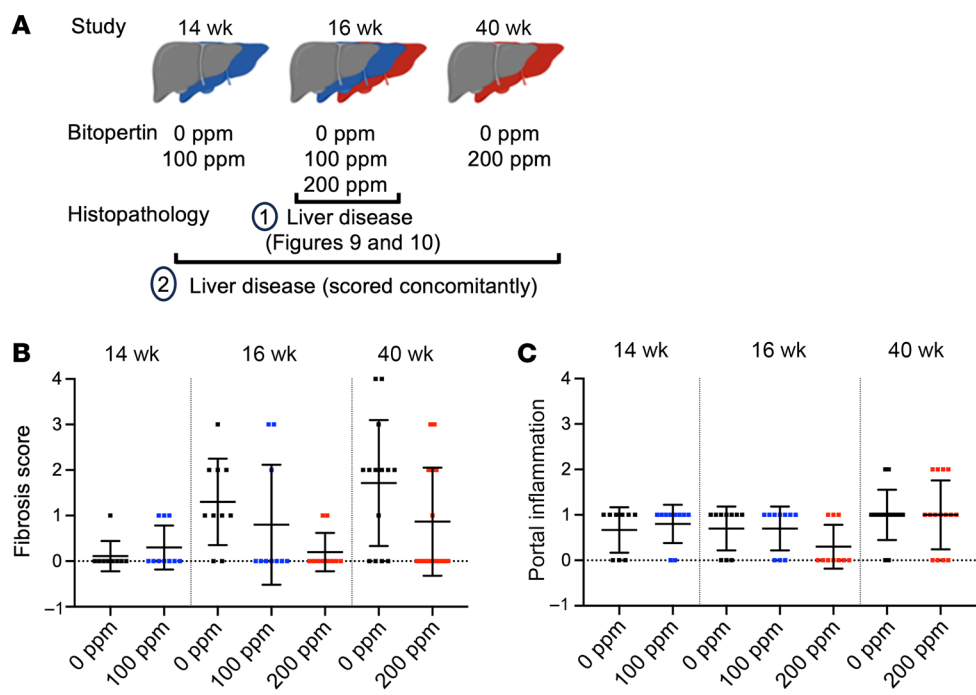 A
Study 14 wk 16 wk 40 wk
Bitopertin 0 ppm 0 ppm 0 ppm
100 ppm 100 ppm 200 ppm
200 ppm
Histopathology 1 Liver disease
(Figures 9 and 10)
2 Liver disease (scored concomitantly)
B
14 wk 16 wk 40 wk
Fibrosis score
4
3
2
1
0
–1
0 ppm 100 ppm 0 ppm 100 ppm 200 ppm 0 ppm 200 ppm
C
14 wk 16 wk 40 wk
Portal inflammation
4
3
2
1
0
–1
0 ppm 100 ppm 0 ppm 100 ppm 200 ppm 0 ppm 200 ppm